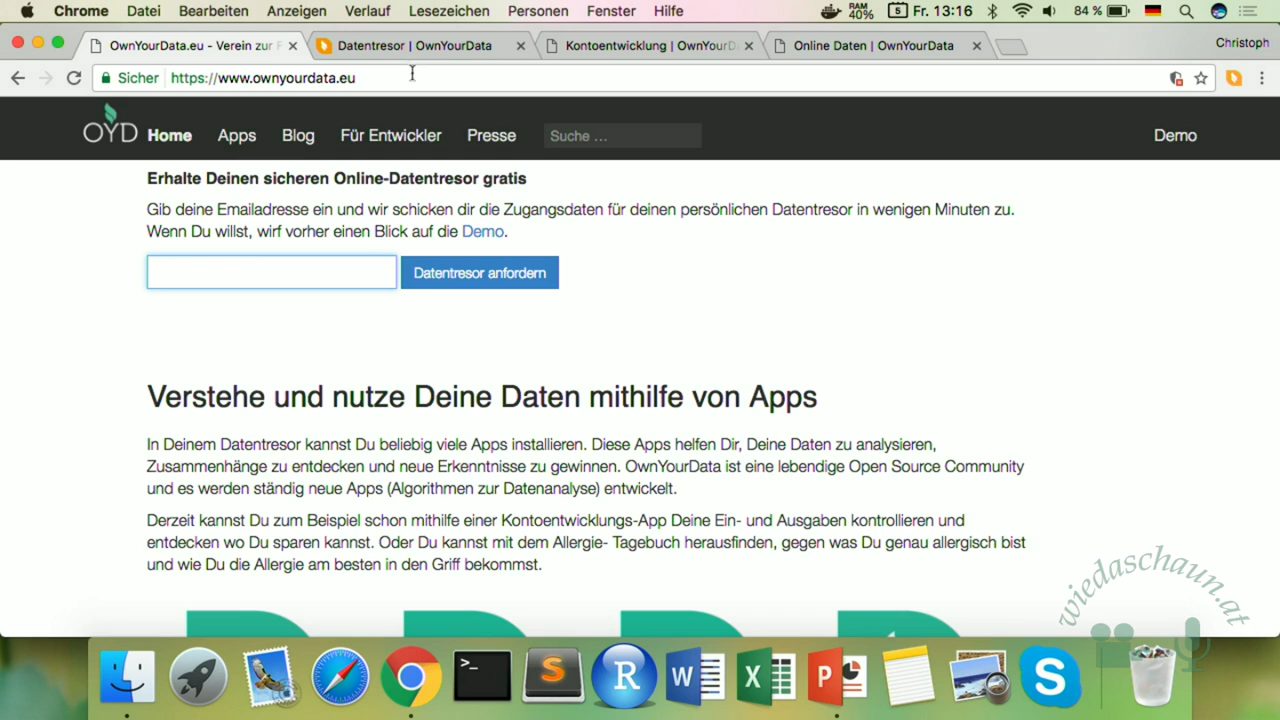 Chrome Datei Bearbeiten Anzeigen Verlauf Lesezeichen Personen Fenster Hilfe RAM 40% Fr. 13:16 84 %
OwnYourData.eu - Verein zur F Datentresor | OwnYourData Kontoentwicklung | OwnYourD Online Daten | OwnYourData Christoph
Sicher https://www.ownyourdata.eu
OYD Home Apps Blog Für Entwickler Presse Suche ... Demo
Erhalte Deinen sicheren Online-Datentresor gratis
Gib deine Emailadresse ein und wir schicken dir die Zugangsdaten für deinen persönlichen Datentresor in wenigen Minuten zu.
Wenn Du willst, wirf vorher einen Blick auf die Demo.
Datentresor anfordern
Verstehe und nutze Deine Daten mithilfe von Apps
In Deinem Datentresor kannst Du beliebig viele Apps installieren. Diese Apps helfen Dir, Deine Daten zu analysieren,
Zusammenhänge zu entdecken und neue Erkenntnisse zu gewinnen. OwnYourData ist eine lebendige Open Source Community
und es werden ständig neue Apps (Algorithmen zur Datenanalyse) entwickelt.
Derzeit kannst Du zum Beispiel schon mithilfe einer Kontoentwicklungs-App Deine Ein- und Ausgaben kontrollieren und
entdecken wo Du sparen kannst. Oder Du kannst mit dem Allergie- Tagebuch herausfinden, gegen was Du genau allergisch bist
und wie Du die Allergie am besten in den Griff bekommst.
wiedaschaun.at
>_ S R W X P S